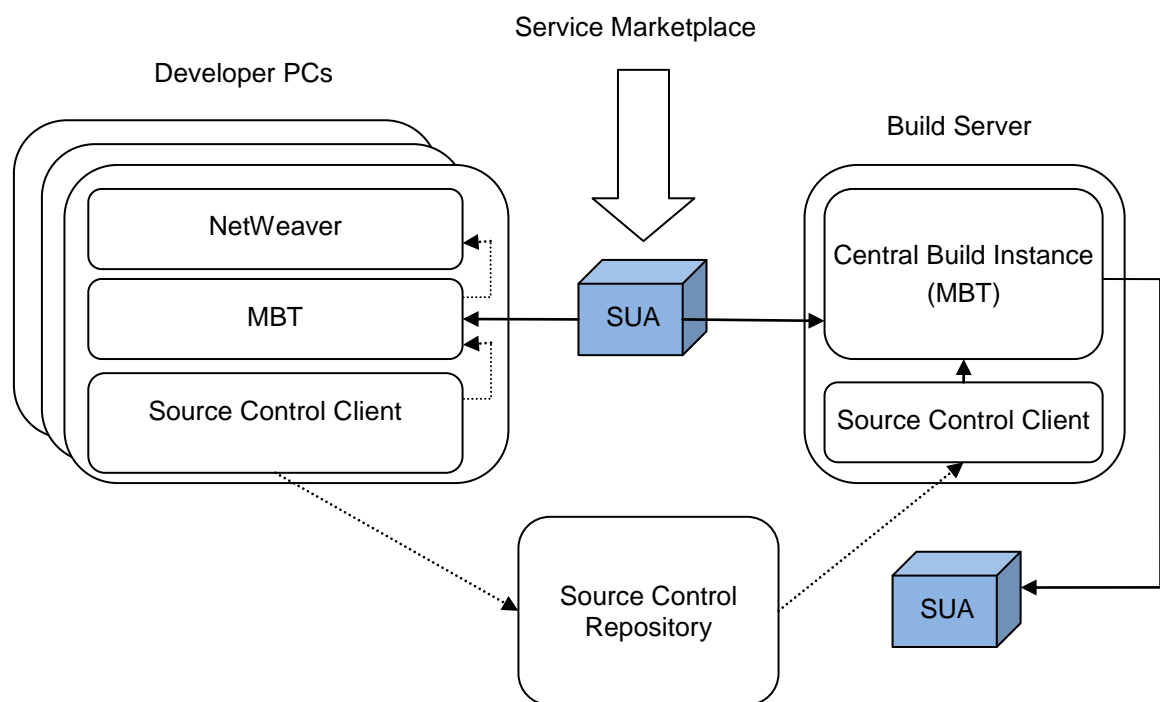 Service Marketplace
Developer PCs
Build Server
NetWeaver
MBT
Source Control Client
SUA
Central Build Instance
(MBT)
Source Control Client
Source Control
Repository
SUA